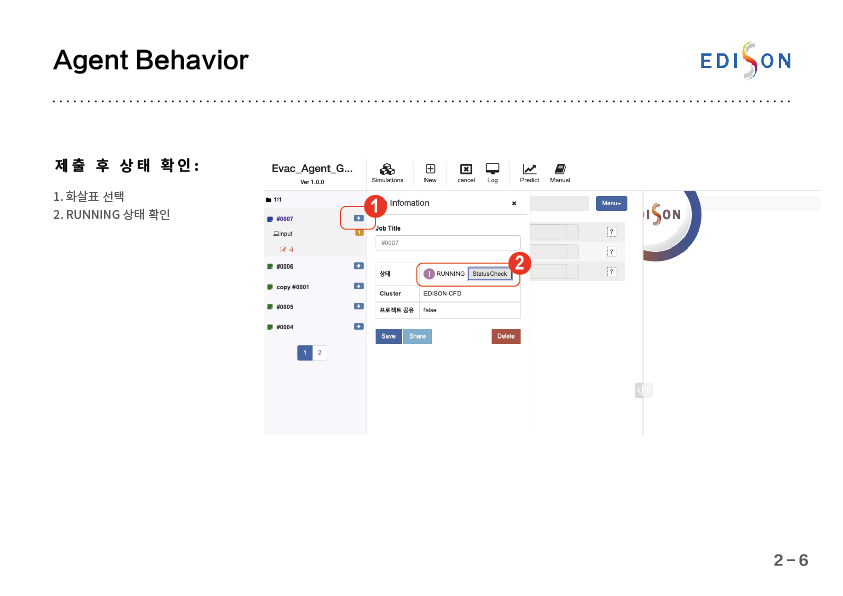 Agent Behavior
EDISON
제출 후 상태 확인:
1. 화살표 선택
2. RUNNING 상태 확인
Evac_Agent_G...
Ver 1.0.0
Simulations
New
cancel
Log
Predict
Manual
111
#0007
input
1
4
#0006
copy #0001
#0005
#0004
1 2
1
Infomation
×
Job Title
#0007
2
상태 RUNNING StatusCheck
Cluster EDISON-CFD
프로젝트 공유 false
Save Share Delete
Menu
?
?
?
ISON
2-6